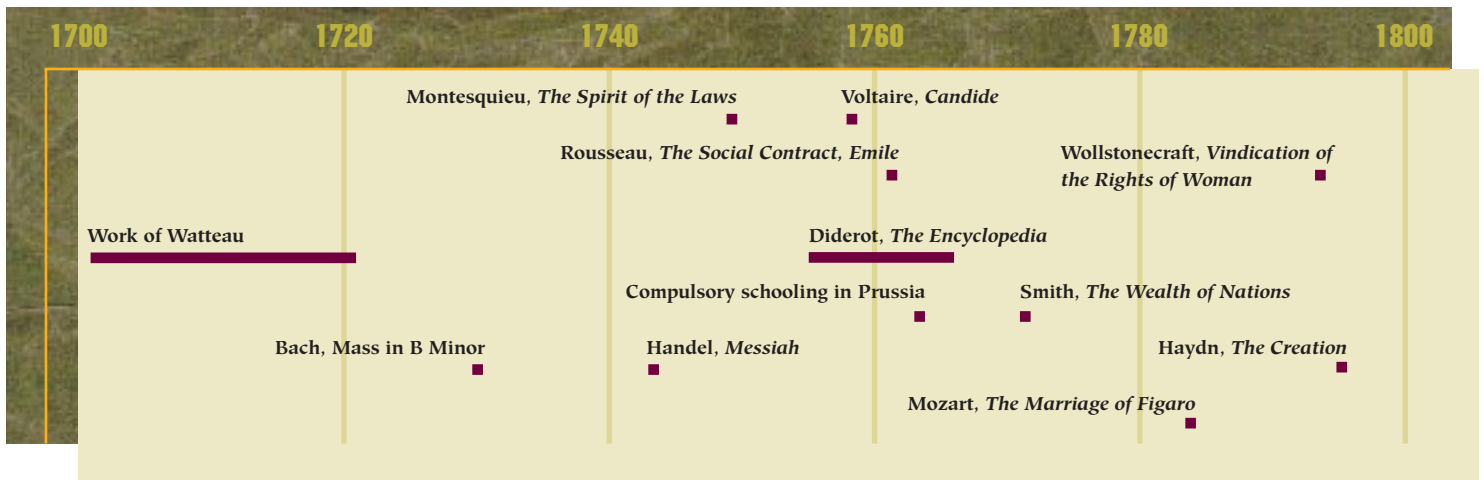 1700 1720 1740 1760 1780 1800
Montesquieu, The Spirit of the Laws
Voltaire, Candide
Rousseau, The Social Contract, Emile
Wollstonecraft, Vindication of
the Rights of Woman
Work of Watteau
Diderot, The Encyclopedia
Compulsory schooling in Prussia
Smith, The Wealth of Nations
Bach, Mass in B Minor
Handel, Messiah
Haydn, The Creation
Mozart, The Marriage of Figaro